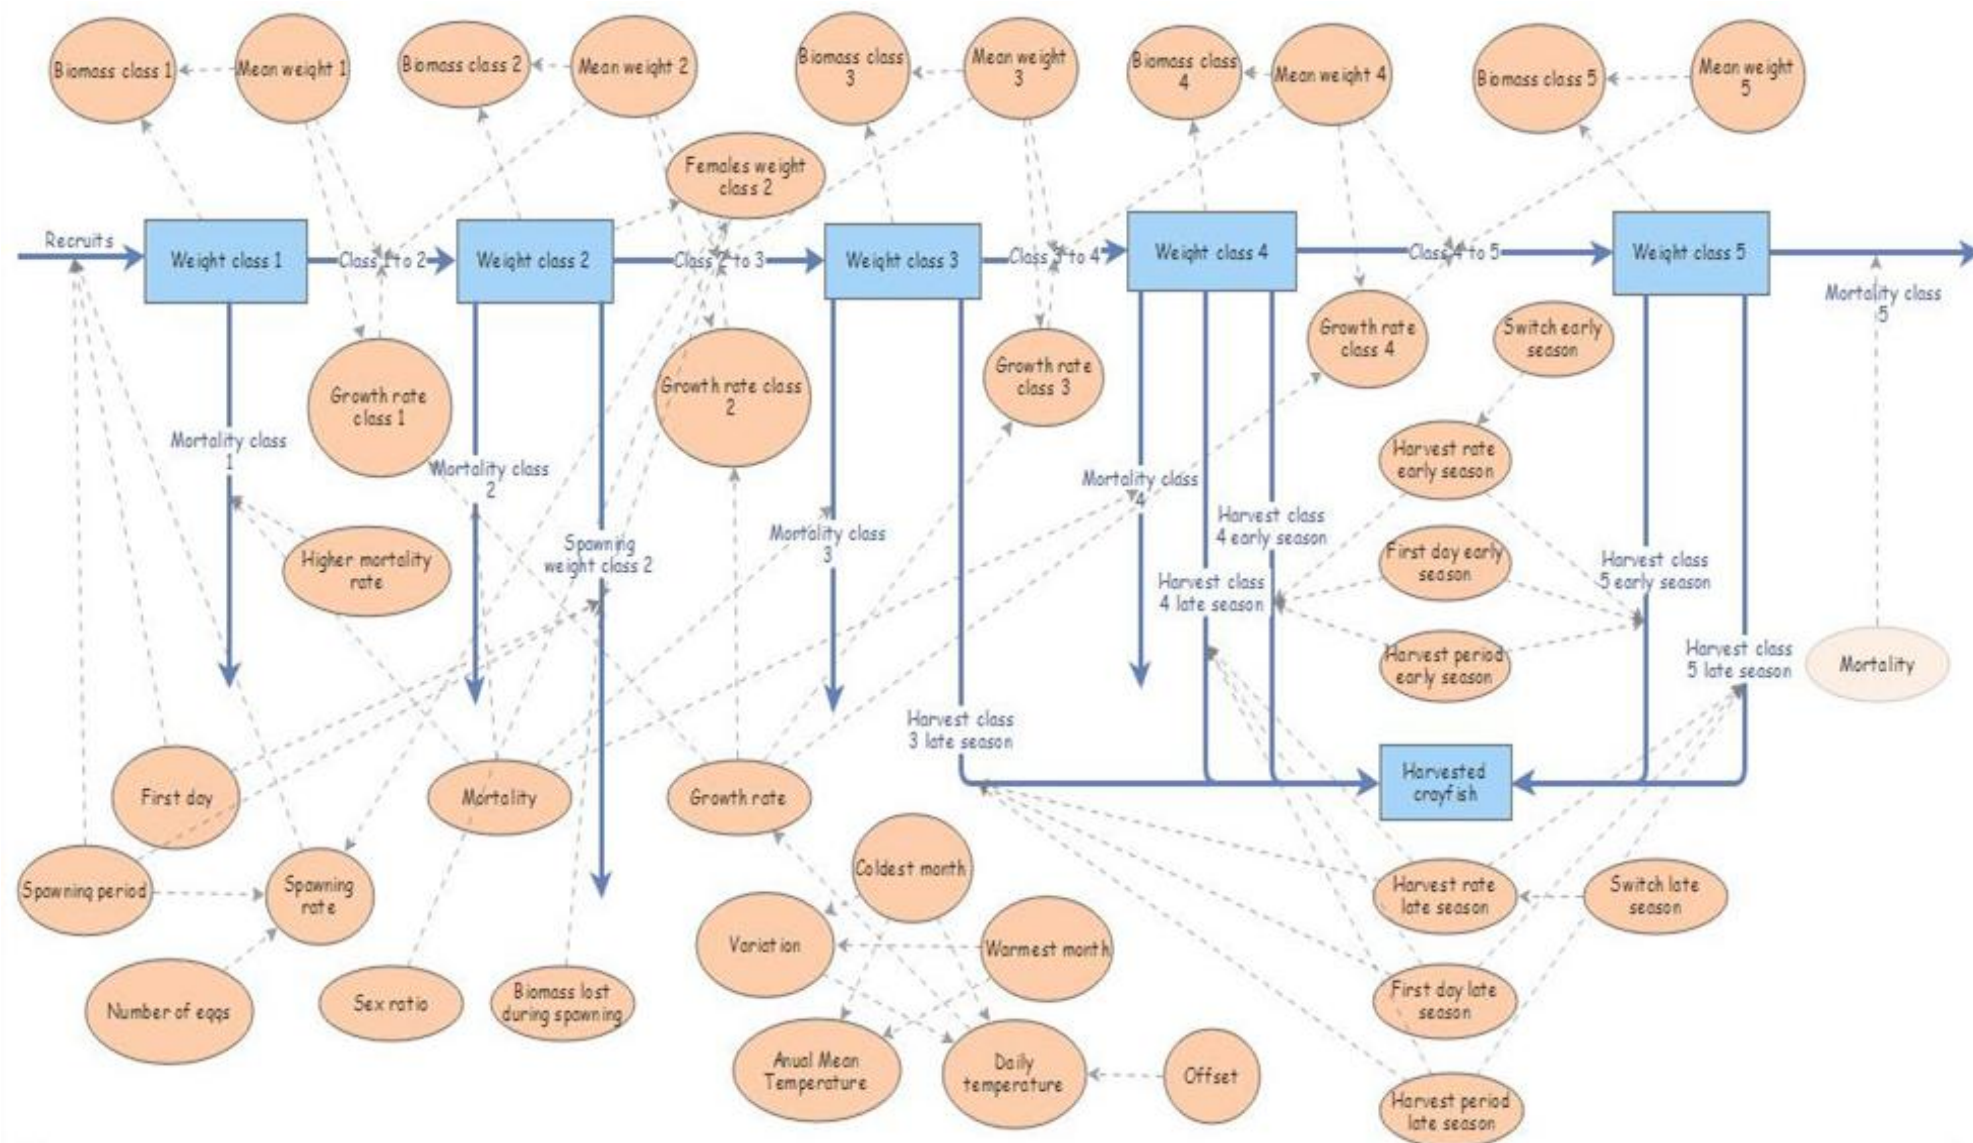 Biomass class 1
Mean weight 1
Biomass class 2
Mean weight 2
Biomass class
3
Mean weight
3
Biomass class
4
Mean weight 4
Biomass class 5
Mean weight
5
Females weight
class 2
Recruits
Weight class 1
Class 1 to 2
Weight class 2
Class 2 to 3
Weight class 3
Class 3 to 4
Weight class 4
Class 4 to 5
Weight class 5
Mortality class
5
Growth rate
class 1
Growth rate class
2
Growth rate
class 3
Growth rate
class 4
Switch early
season
Mortality class
1
Mortality class
2
Harvest rate
early season
Mortality class
4
Higher mortality
rate
Spawning
weight class 2
Mortality class
3
Harvest class
4 early season
Harvest class
4 late season
First day early
season
Harvest class
5 early season
Harvest period
early season
Harvest class
5 late season
Mortality
Harvest class
3 late season
First day
Mortality
Growth rate
Harvested
crayfish
Spawning period
Spawning
rate
Coldest month
Harvest rate
late season
Switch late
season
Variation
Warmest month
Number of eggs
Sex ratio
Biomass lost
during spawning
First day late
season
Anual Mean
Temperature
Daily
temperature
Offset
Harvest period
late season